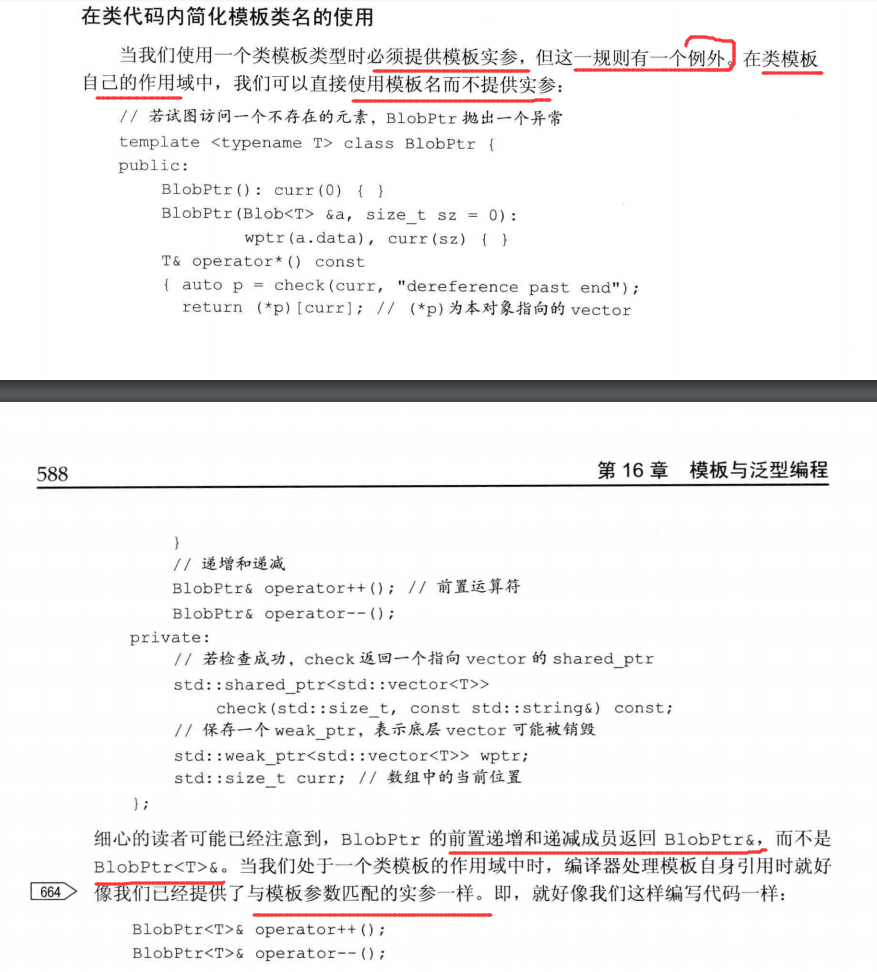 在类代码内简化模板类名的使用
当我们使用一个类模板类型时必须提供模板实参，但这一规则有一个例外。在类模板
自己的作用域中，我们可以直接使用模板名而不提供实参：
// 若试图访问一个不存在的元素，BlobPtr 抛出一个异常
template <typename T> class BlobPtr {
public:
BlobPtr(): curr(0) { }
BlobPtr(Blob<T> &a, size_t sz = 0):
wptr(a.data), curr(sz) { }
T& operator*() const
{ auto p = check(curr, "dereference past end");
return (*p)[curr]; // (*p)为本对象指向的 vector
588
第 16 章 模板与泛型编程
}
// 递增和递减
BlobPtr& operator++(); // 前置运算符
BlobPtr& operator--();
private:
// 若检查成功，check 返回一个指向 vector 的 shared_ptr
std::shared_ptr<std::vector<T>>
check(std::size_t, const std::string&) const;
// 保存一个 weak_ptr，表示底层 vector 可能被销毁
std::weak_ptr<std::vector<T>> wptr;
std::size_t curr; // 数组中的当前位置
};
细心的读者可能已经注意到，BlobPtr 的前置递增和递减成员返回 BlobPtr&，而不是
BlobPtr<T>&。当我们处于一个类模板的作用域中时，编译器处理模板自身引用时就好
664
像我们已经提供了与模板参数匹配的实参一样。即，就好像我们这样编写代码一样：
BlobPtr<T>& operator++();
BlobPtr<T>& operator--();